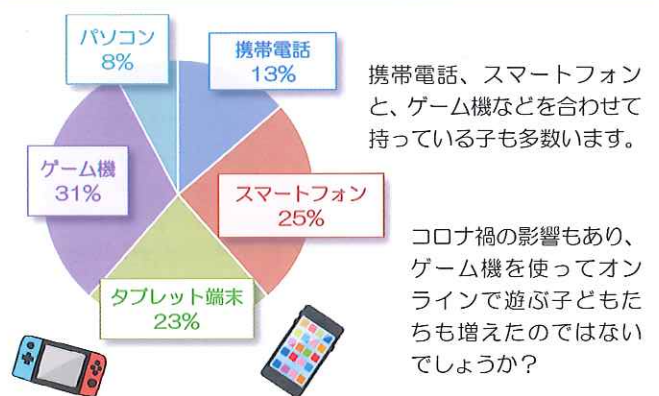 パソコン
8%
携帯電話
13%
携帯電話、スマートフォン
と、ゲーム機などを合わせて
持っている子も多数います。
ゲーム機
31%
スマートフォン
25%
タブレット端末
23%
コロナ禍の影響もあり、
ゲーム機を使ってオン
ラインで遊ぶ子どもた
ちも増えたのではない
でしょうか？